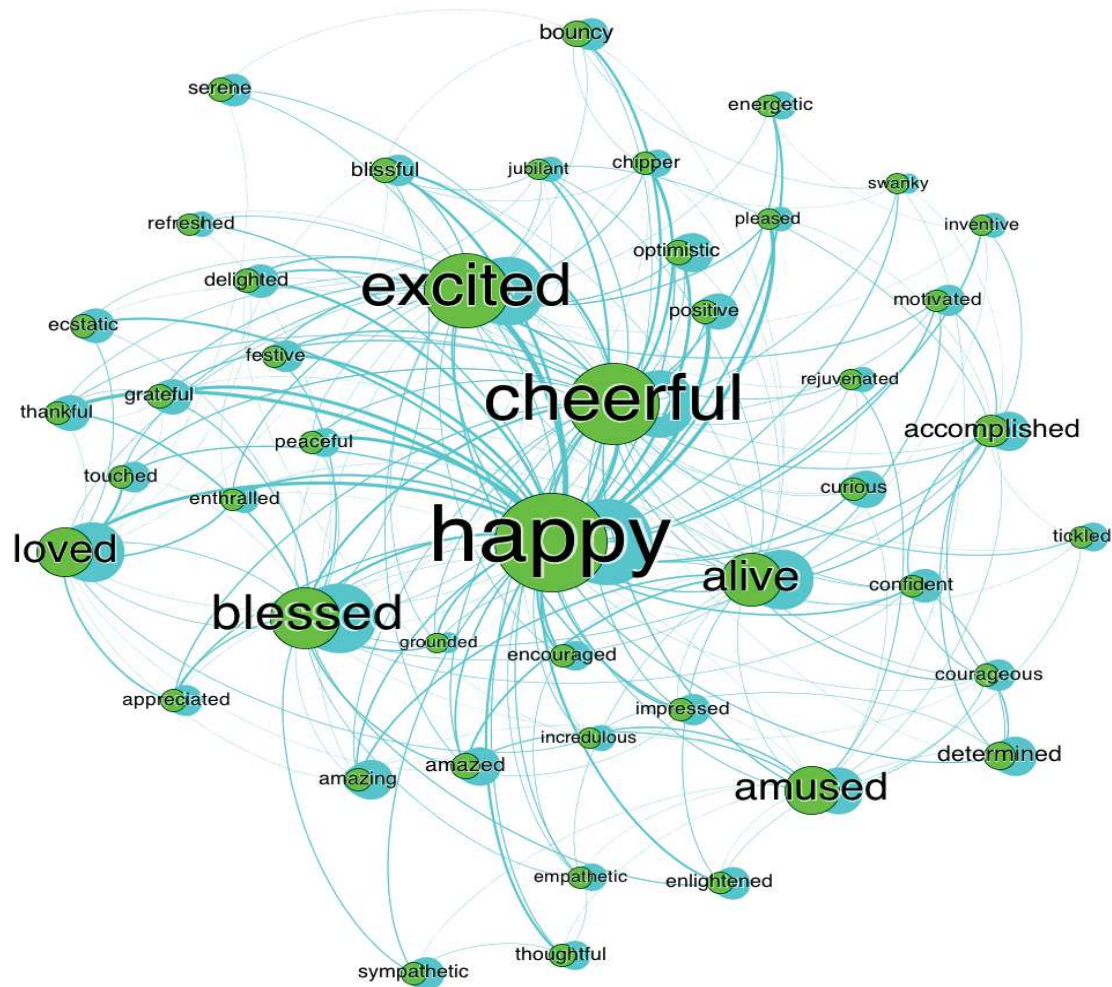 bouncy
serene
energetic
blissful
jubilant
chipper
swanky
refreshed
pleased
inventive
optimistic
delighted
excited
motivated
positive
ecstatic
festive
cheerful
rejuvenated
grateful
thankful
accomplished
peaceful
touched
curious
enthralled
happy
tickled
loved
alive
confident
blessed
grounded
encouraged
courageous
appreciated
impressed
incredulous
determined
amazed
amazing
amused
empathetic
enlightened
thoughtful
sympathetic